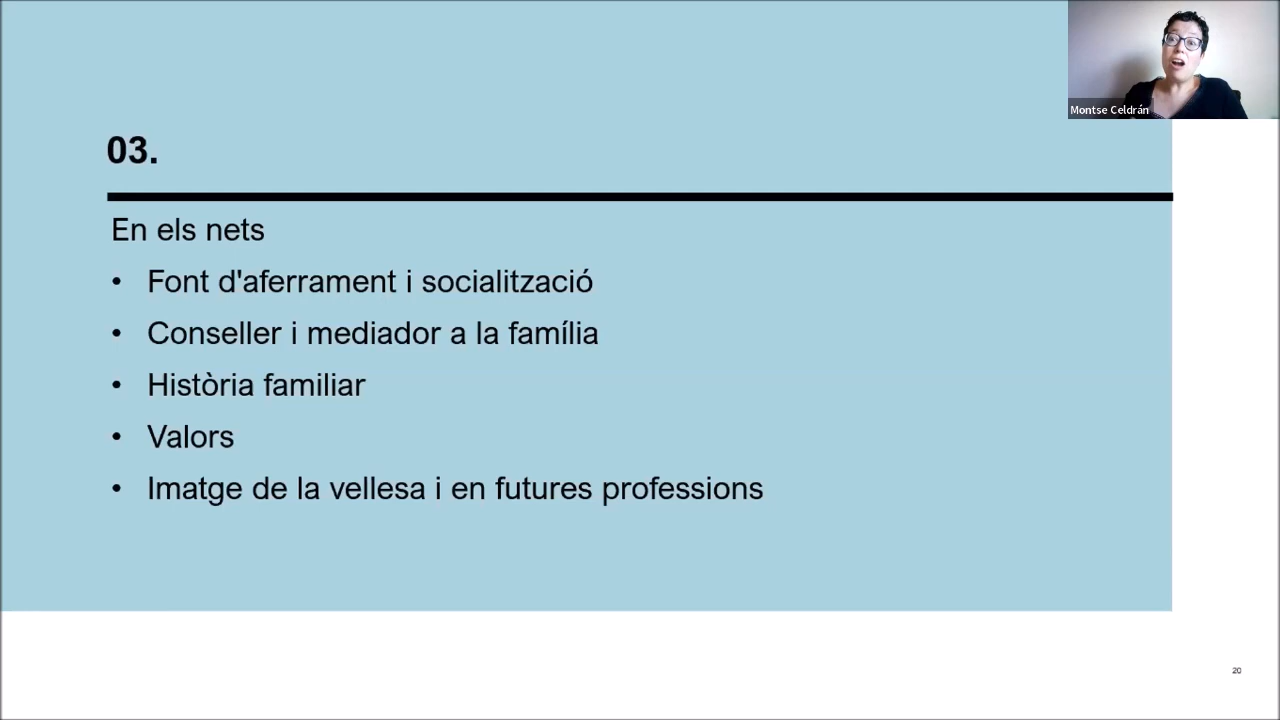 Montse Celdrán
03.
En els nets
• Font d'aferrament i socialització
• Conseller i mediador a la família
• Història familiar
• Valors
• Imatge de la vellesa i en futures professions
20